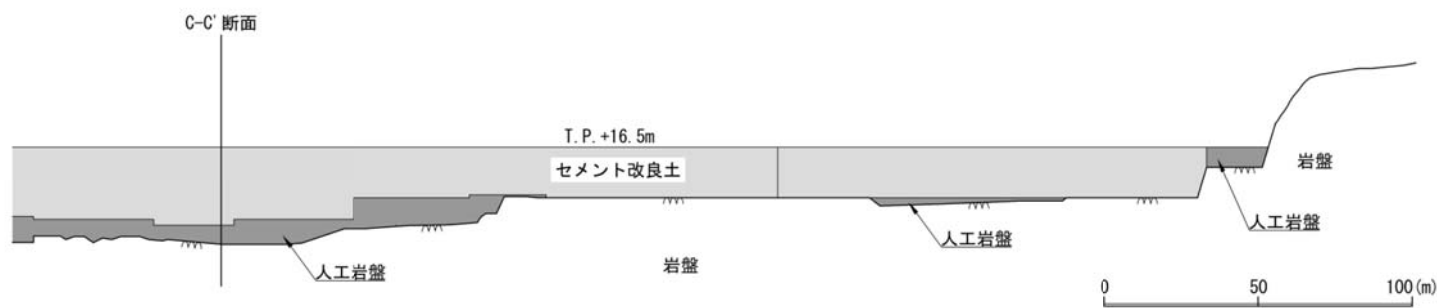 C-C' 断面
T.P.+16.5m
セメント改良土
岩盤
人工岩盤
人工岩盤
人工岩盤
岩盤
0 50 100(m)